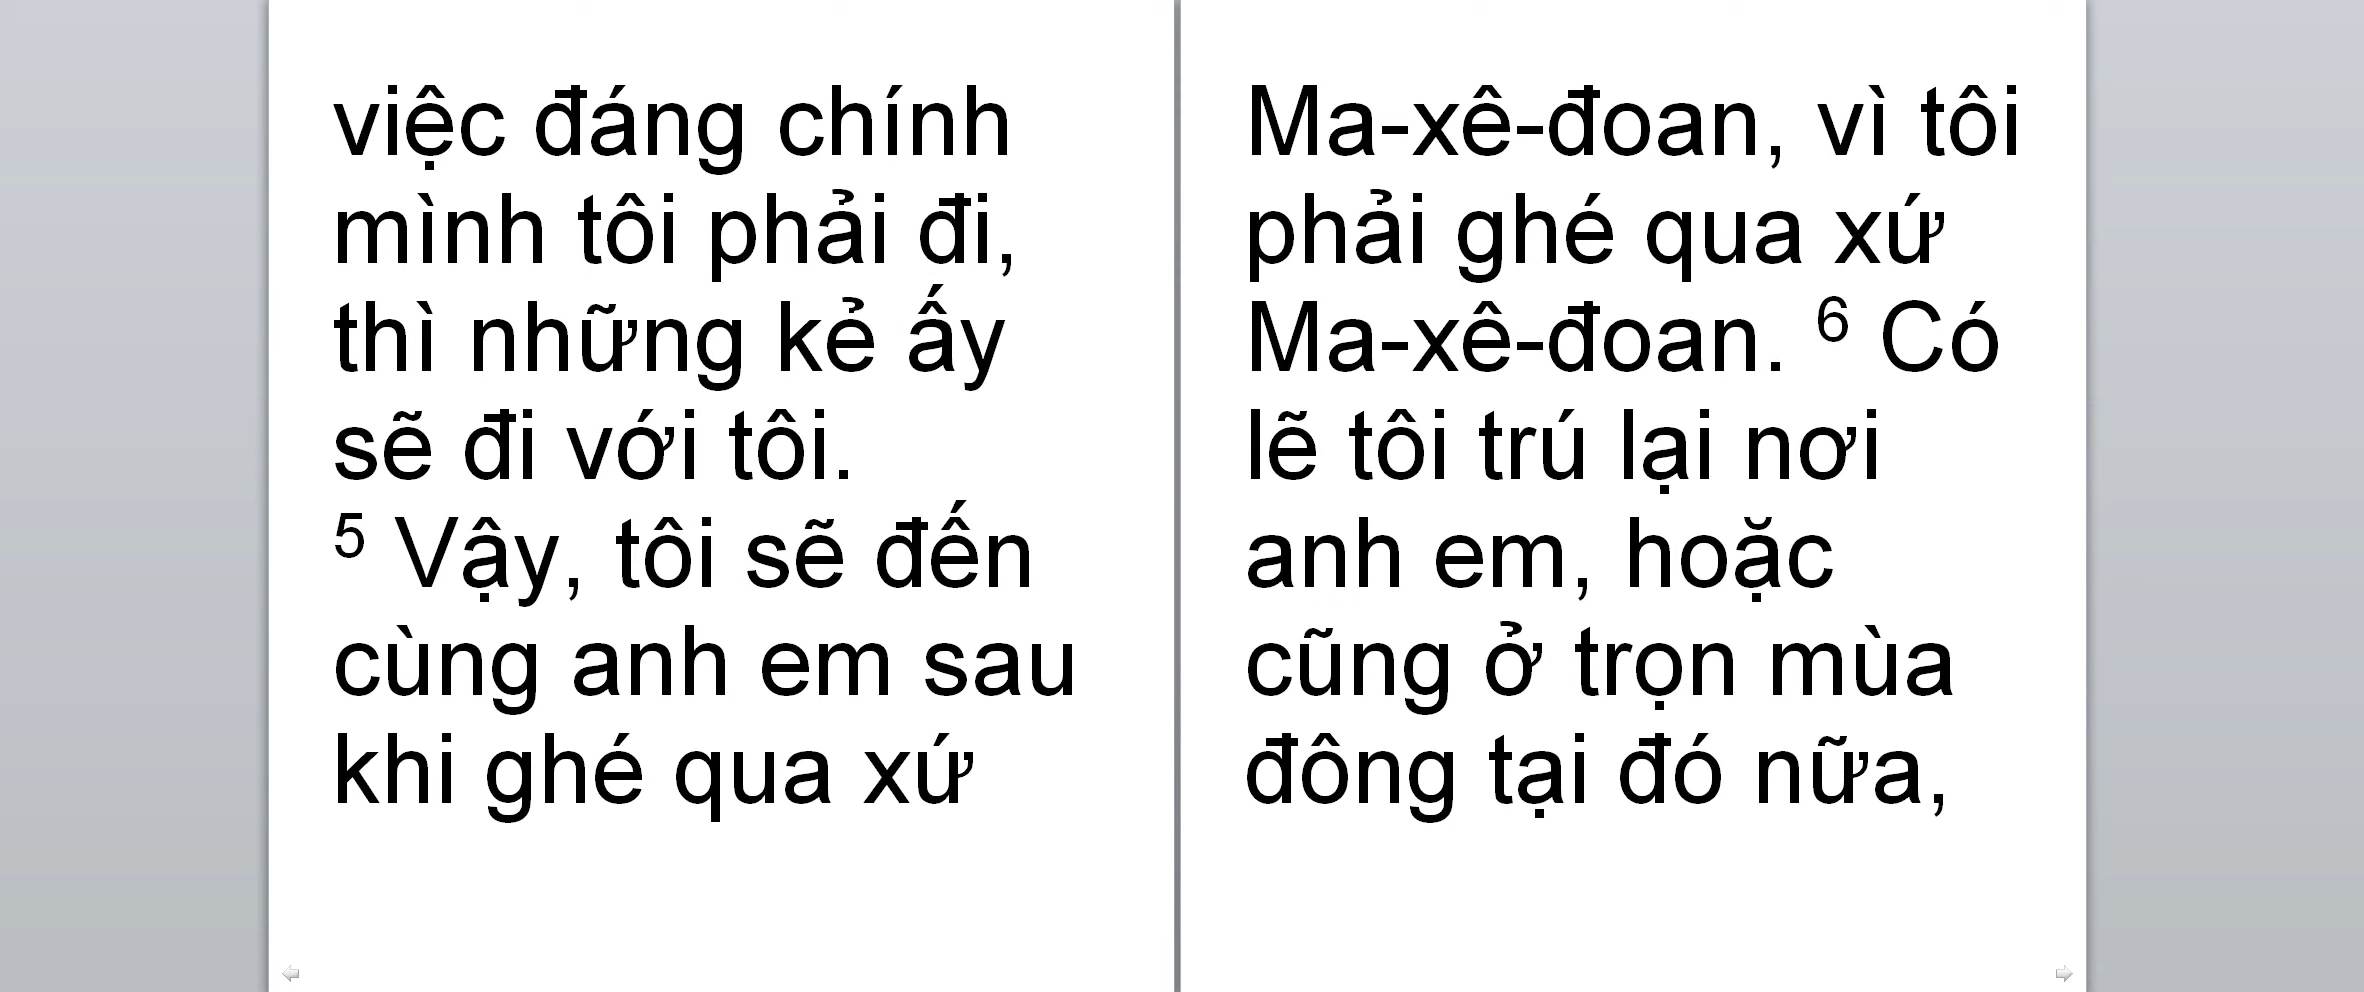 việc đáng chính
mình tôi phải đi,
thì những kẻ ấy
sẽ đi với tôi.
5 Vậy, tôi sẽ đến
cùng anh em sau
khi ghé qua xứ
Ma-xê-đoan, vì tôi
phải ghé qua xứ
Ma-xê-đoan. 6 Có
lẽ tôi trú lại nơi
anh em, hoặc
cũng ở trọn mùa
đông tại đó nữa,